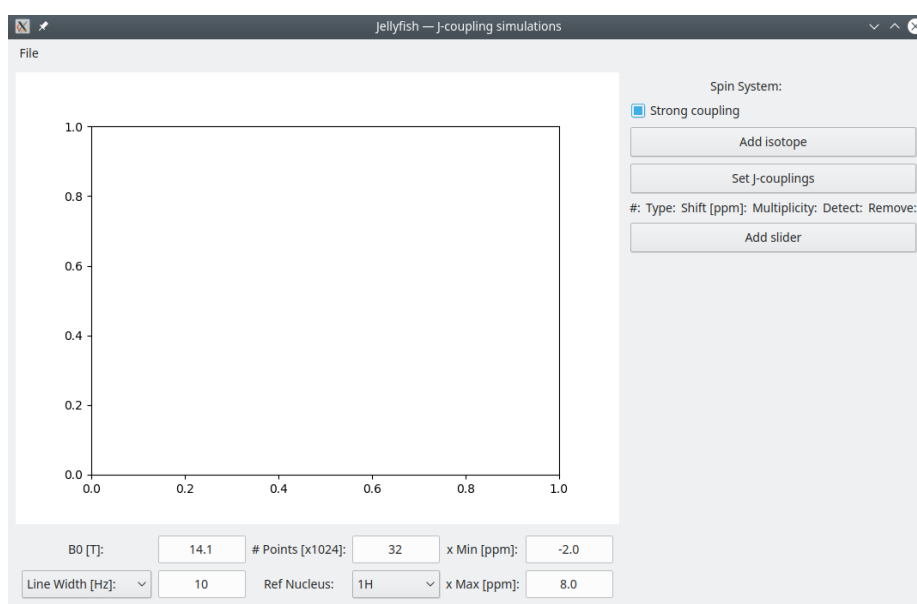 Jellyfish — J-coupling simulations
File
Spin System:
Strong coupling
Add isotope
Set J-couplings
#: Type: Shift [ppm]: Multiplicity: Detect: Remove:
Add slider
1.0
0.8
0.6
0.4
0.2
0.0
0.0 0.2 0.4 0.6 0.8 1.0
B0 [T]: 14.1 # Points [x1024]: 32 x Min [ppm]: -2.0
Line Width [Hz]: 10 Ref Nucleus: 1H x Max [ppm]: 8.0